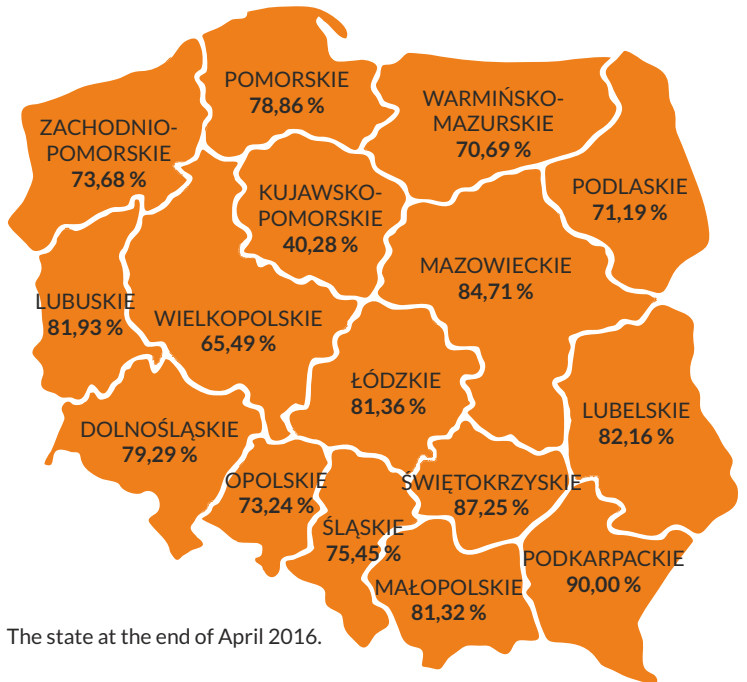 POMORSKIE
78,86 %
WARMIŃSKO-
MAZURSKIE
70,69 %
ZACHODNIO-
POMORSKIE
73,68 %
PODLASKIE
71,19 %
KUJAWSKO-
POMORSKIE
40,28 %
MAZOWIECKIE
84,71 %
LUBUSKIE
81,93 %
WIELKOPOLSKIE
65,49 %
ŁÓDZKIE
81,36 %
LUBELSKIE
82,16 %
DOLNOŚLĄSKIE
79,29 %
OPOLSKIE
73,24 %
ŚWIĘTOKRZYSKIE
87,25 %
ŚLĄSKIE
75,45 %
PODKARPACKIE
90,00 %
MAŁOPOLSKIE
81,32 %
The state at the end of April 2016.